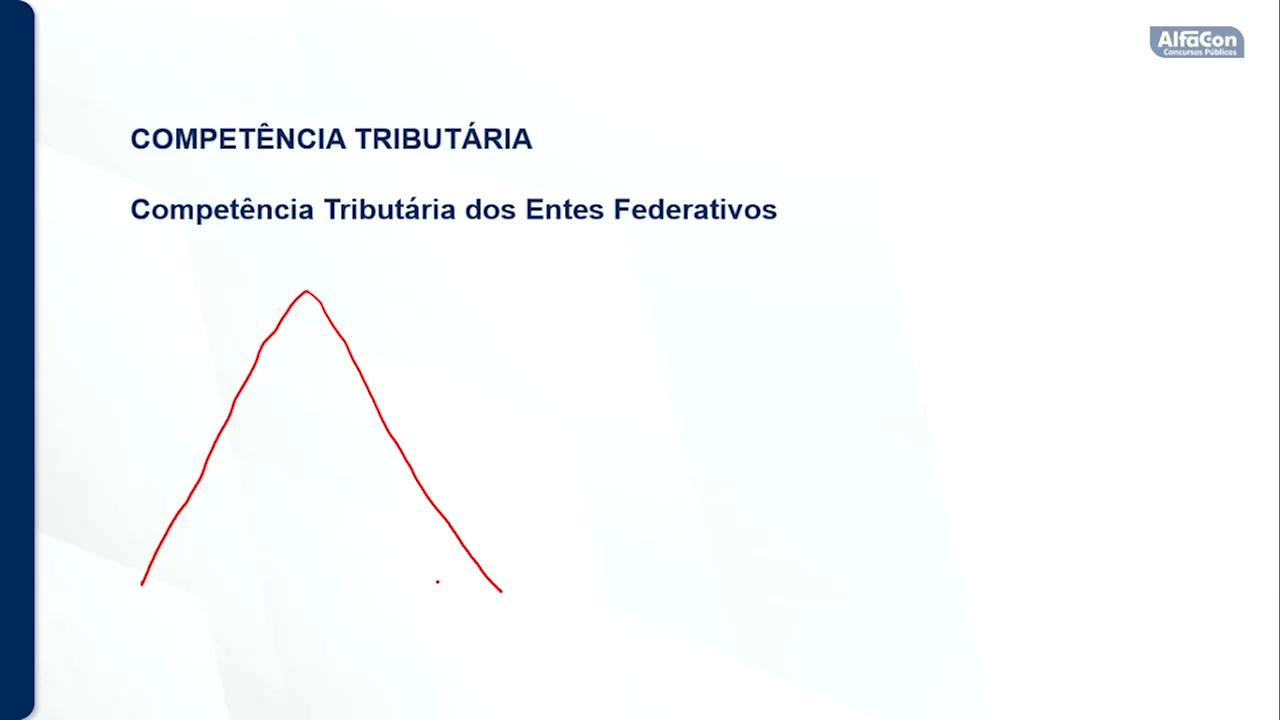 AlfaCon
Concursos Públicos
COMPETÊNCIA TRIBUTÁRIA
Competência Tributária dos Entes Federativos